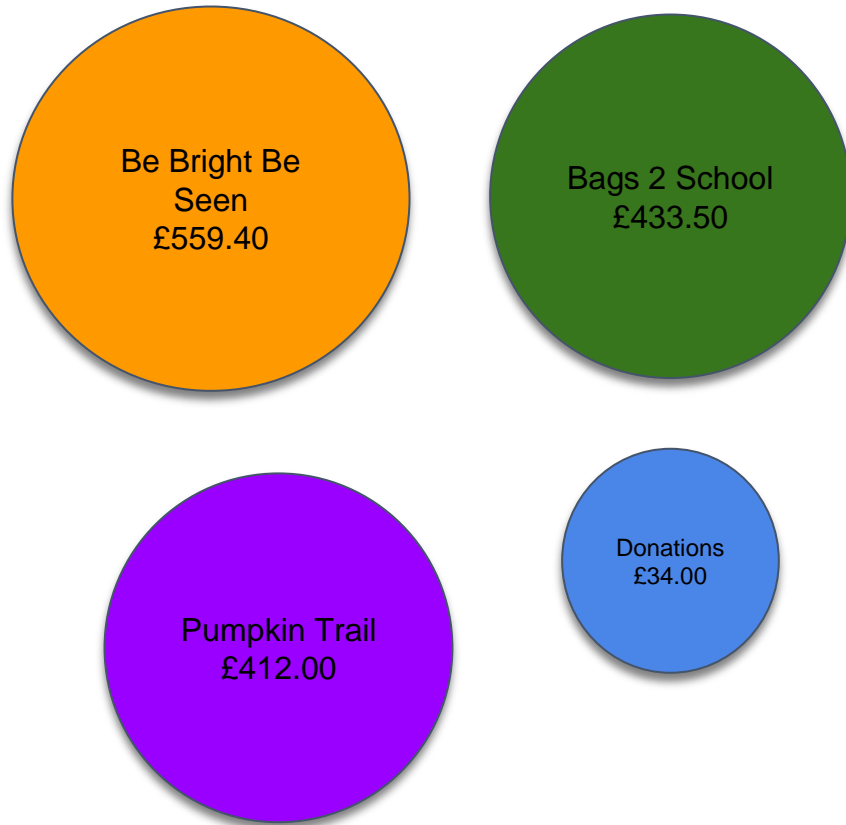 Be Bright Be
Seen
£559.40
Bags 2 School
£433.50
Donations
£34.00
Pumpkin Trail
£412.00